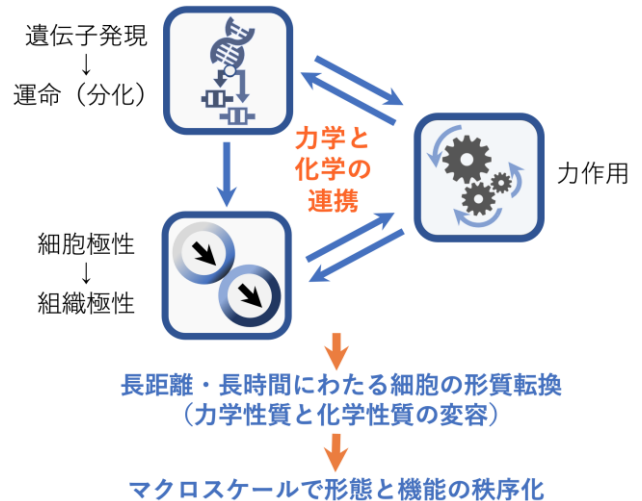 遺伝子発現
↓
運命（分化）
力学と
化学の
連携
力作用
細胞極性
↓
組織極性
長距離・長時間にわたる細胞の形質転換
（力学性質と化学性質の変容）
マクロスケールで形態と機能の秩序化